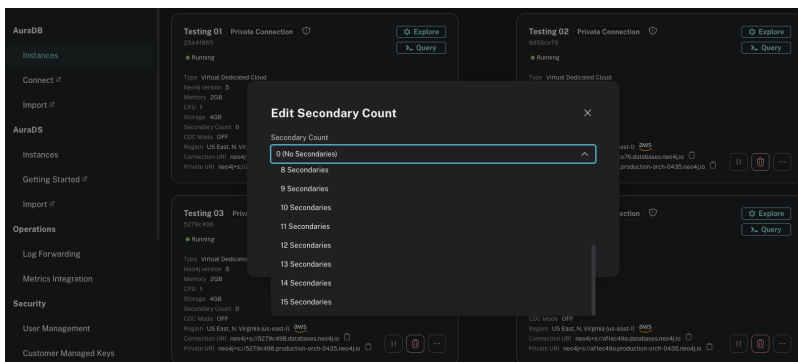 AuraDB
Instances
Connect
Import
AuraDS
Instances
Getting Started
Import
Operations
Log Forwarding
Metrics Integration
Security
User Management
Customer Managed Keys
Testing 01 Private Connection
25441865
Running
Type Virtual Dedicated Cloud
Neo4j version 5
Memory 2GB
CPU 1
Storage 4GB
Secondary Count 0
CDC Mode OFF
Region US East, N. Vir
Connection URI neo4j+
Private URI neo4j+s://
Explore
Query
Testing 02 Private Connection
9d55ce76
Running
Type Virtual Dedicated Cloud
east-1) aws
e76.databases.neo4j.io
.production-orch-0435.neo4j.io
Explore
Query
Edit Secondary Count
Secondary Count
0 (No Secondaries)
8 Secondaries
9 Secondaries
10 Secondaries
11 Secondaries
12 Secondaries
13 Secondaries
14 Secondaries
15 Secondaries
Testing 03 Priva
5279c498
Running
Type Virtual Dedicate
Neo4j version 5
Memory 2GB
CPU 1
Storage 4GB
Secondary Count 0
CDC Mode OFF
Region US East, N. Virginia (us-east-1) aws
Connection URI neo4j+s://5279c498.databases.neo4j.io
Private URI neo4j+s://5279c498.production-orch-0435.neo4j.io
ection
Explore
Query
CDC Mode OFF
Region US East, N. Virginia (us-east-1) aws
Connection URI
Private URI